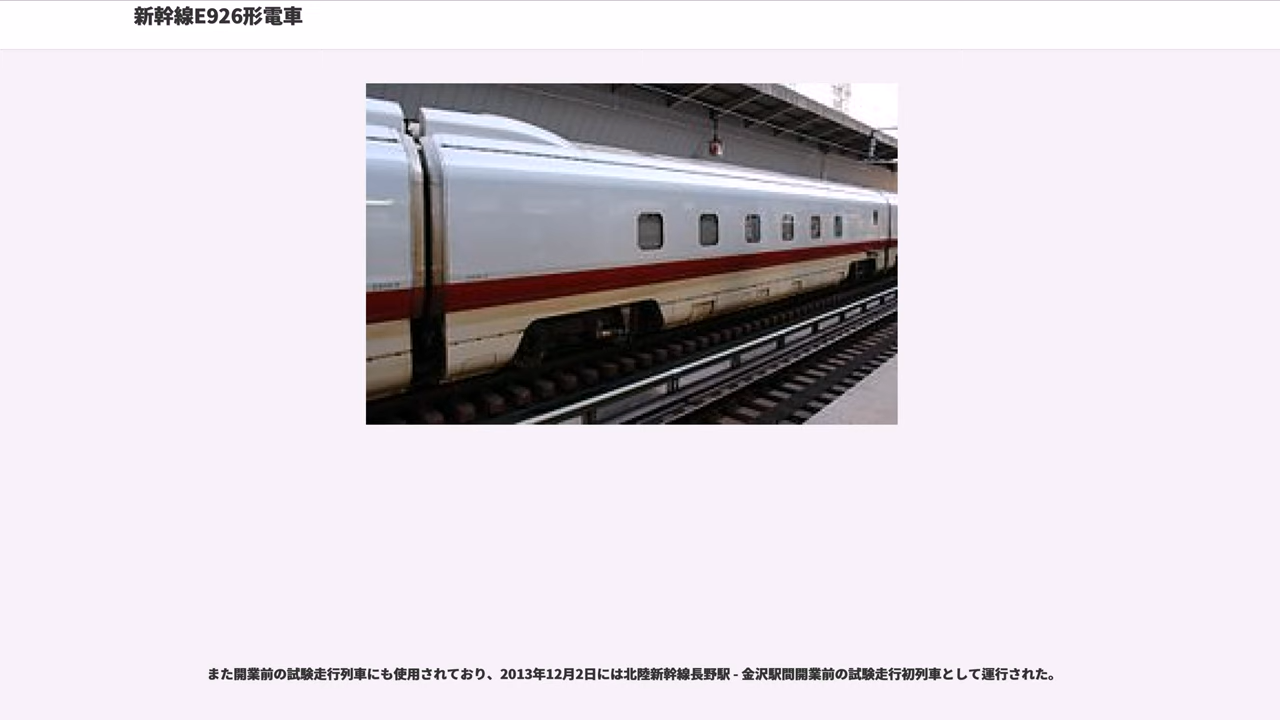 新幹線E926形電車
また開業前の試験走行列車にも使用されており、2013年12月2日には北陸新幹線長野駅 - 金沢駅間開業前の試験走行初列車として運行された。